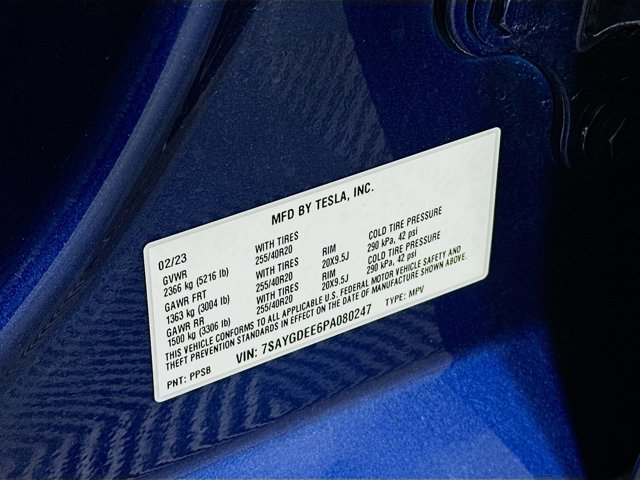 MFD BY TESLA, INC.
02/23
GVWR WITH TIRES RIM COLD TIRE PRESSURE
2366 kg (5216 lb) 255/40R20 20X9.5J 290 kPa, 42 psi
GAWR FRT WITH TIRES RIM COLD TIRE PRESSURE
1363 kg (3004 lb) 255/40R20 20X9.5J 290 kPa, 42 psi
GAWR RR WITH TIRES
1500 kg (3306 lb) 255/40R20
THIS VEHICLE CONFORMS TO ALL APPLICABLE U.S. FEDERAL MOTOR VEHICLE SAFETY AND
THEFT PREVENTION STANDARDS IN EFFECT ON THE DATE OF MANUFACTURE SHOWN ABOVE.
VIN: 7SAYGDEE6PA080247 TYPE: MPV
PNT: PPSB